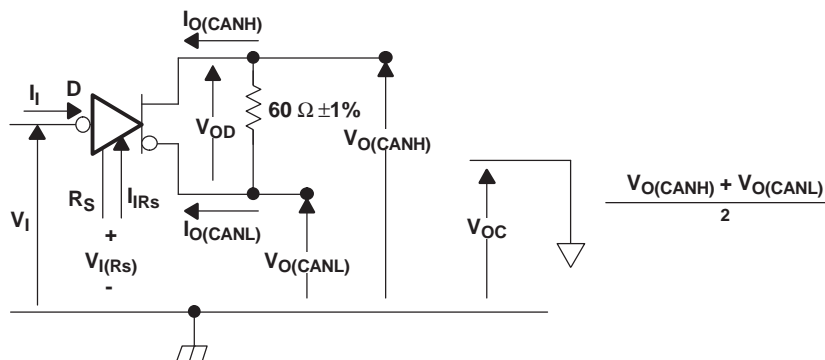 I_O(CANH)
I_I
D
60 Ω ±1%
V_OD
V_O(CANH)
R_S
I_IRs
I_O(CANL)
V_I
+
V_I(Rs)
-
V_O(CANL)
V_OC
V_O(CANH) + V_O(CANL)
2